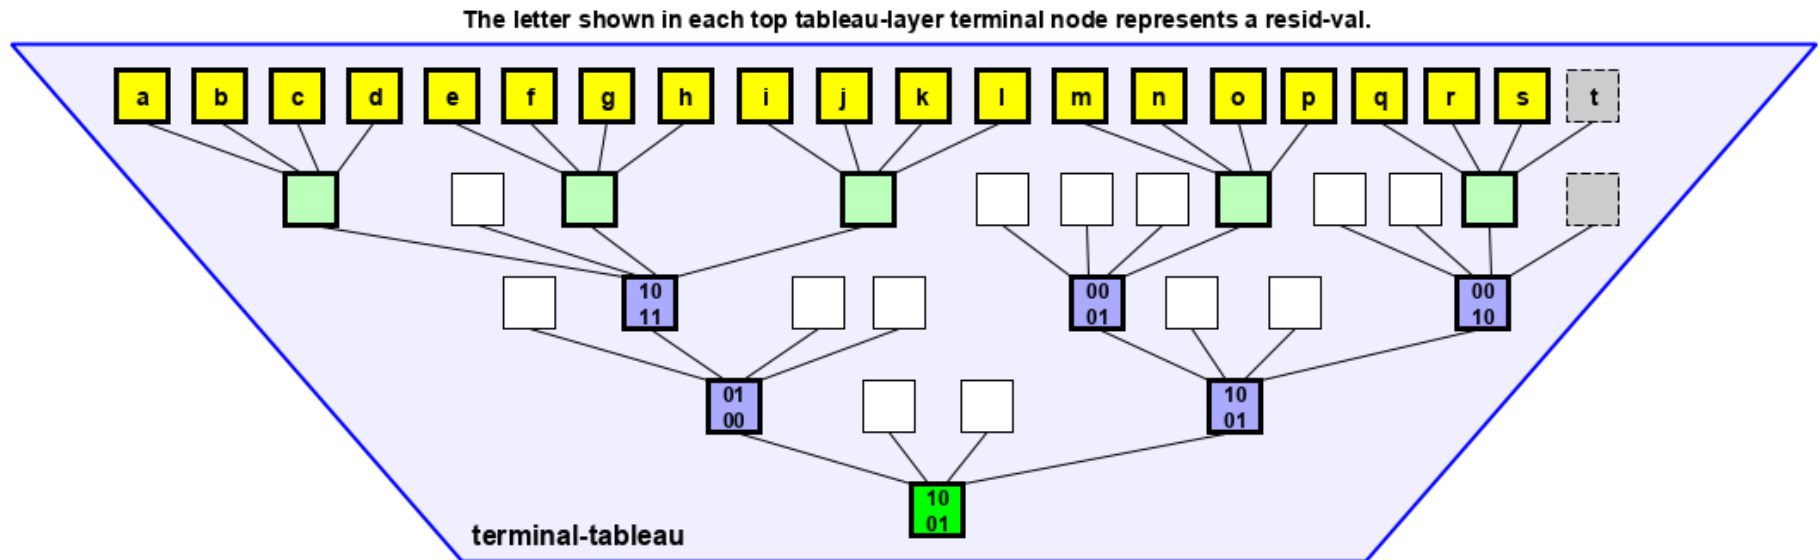 The letter shown in each top tableau-layer terminal node represents a resid-val.
a b c d e f g h i j k l m n o p q r s t
10 00 00
11 01 10
01 10
00 01
10
01
terminal-tableau